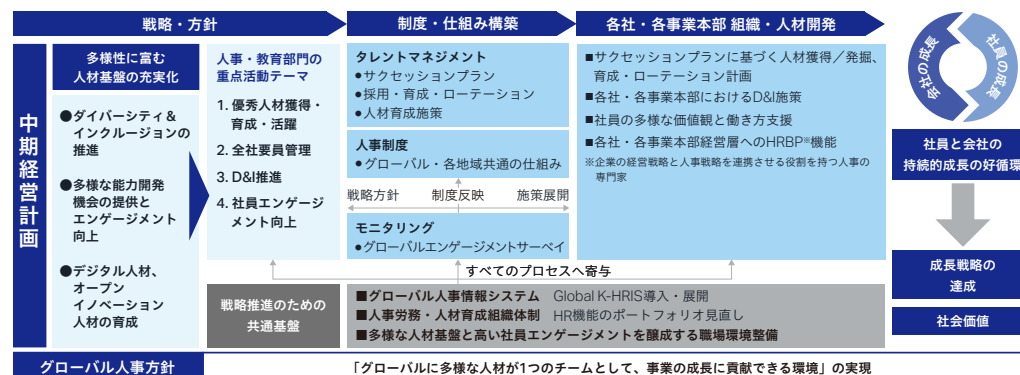 戦略・方針
制度・仕組み構築
各社・各事業本部 組織・人材開発
中期経営計画
多様性に富む
人材基盤の充実化
●ダイバーシティ&
インクルージョンの
推進
●多様な能力開発
機会の提供と
エンゲージメント
向上
●デジタル人材、
オープン
イノベーション
人材の育成
人事・教育部門の
重点活動テーマ
1. 優秀人材獲得・
育成・活躍
2. 全社要員管理
3. D&I推進
4. 社員エンゲージ
メント向上
タレントマネジメント
●サクセッションプラン
●採用・育成・ローテーション
●人材育成施策
人事制度
●グローバル・各地域共通の仕組み
戦略方針 制度反映 施策展開
モニタリング
●グローバルエンゲージメントサーベイ
■サクセッションプランに基づく人材獲得/発掘、
育成・ローテーション計画
■各社・各事業本部におけるD&I施策
■社員の多様な価値観と働き方支援
■各社・各事業本部経営層へのHRBP※機能
※企業の経営戦略と人事戦略を連携させる役割を持つ人事の
専門家
すべてのプロセスへ寄与
戦略推進のための
共通基盤
■グローバル人事情報システム Global K-HRIS導入・展開
■人事労務・人材育成組織体制 HR機能のポートフォリオ見直し
■多様な人材基盤と高い社員エンゲージメントを醸成する職場環境整備
会社の成長
社員の成長
社員と会社の
持続的成長の好循環
成長戦略の
達成
社会価値
グローバル人事方針
「グローバルに多様な人材が1つのチームとして、事業の成長に貢献できる環境」の実現